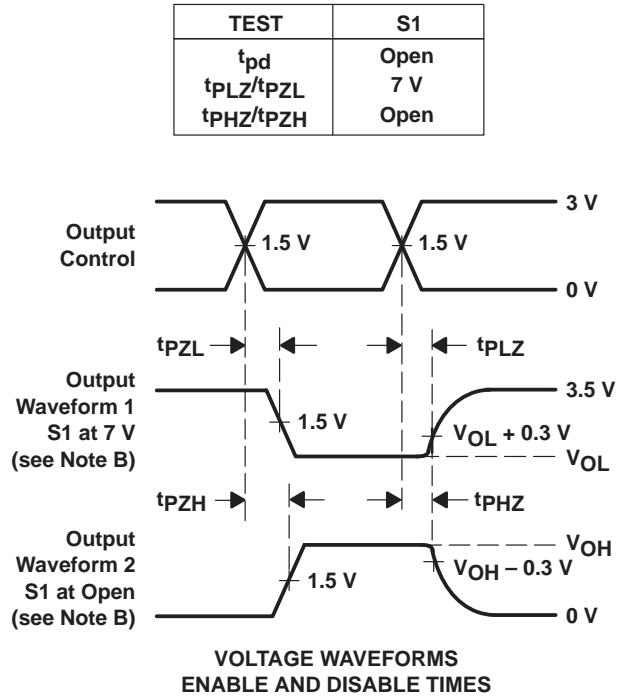 TEST S1
tpd Open
tPLZ/tPZL 7 V
tPHZ/tPZH Open
3 V
Output
Control
1.5 V 1.5 V
0 V
tPZL tPLZ
Output
Waveform 1
S1 at 7 V
(see Note B)
3.5 V
1.5 V
VOL + 0.3 V
VOL
tPZH tPHZ
Output
Waveform 2
S1 at Open
(see Note B)
VOH
1.5 V
VOH – 0.3 V
0 V
VOLTAGE WAVEFORMS
ENABLE AND DISABLE TIMES